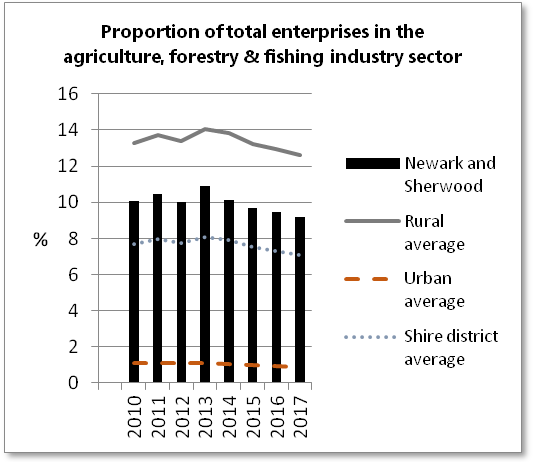 Proportion of total enterprises in the
agriculture, forestry & fishing industry sector
16
14
12
10
8
6
4
2
0
%
2010
2011
2012
2013
2014
2015
2016
2017
Newark and
Sherwood
Rural
average
Urban
average
Shire district
average